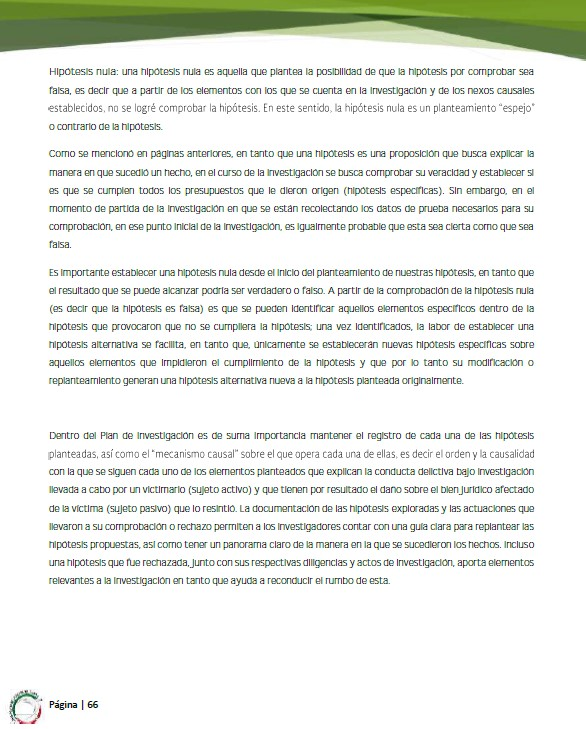 Hipótesis nula: una hipótesis nula es aquella que plantea la posibilidad de que la hipótesis por comprobar sea
falsa, es decir que a partir de los elementos con los que se cuenta en la investigación y de los nexos causales
establecidos, no se logré comprobar la hipótesis. En este sentido, la hipótesis nula es un planteamiento “espejo”
o contrario de la hipótesis.
Como se mencionó en páginas anteriores, en tanto que una hipótesis es una proposición que busca explicar la
manera en que sucedió un hecho, en el curso de la investigación se busca comprobar su veracidad y establecer si
es que se cumplen todos los presupuestos que le dieron origen (hipótesis específicas). Sin embargo, en el
momento de partida de la investigación en que se están recolectando los datos de prueba necesarios para su
comprobación, en ese punto inicial de la investigación, es igualmente probable que esta sea cierta como que sea
falsa.
Es importante establecer una hipótesis nula desde el inicio del planteamiento de nuestras hipótesis, en tanto que
el resultado que se puede alcanzar podría ser verdadero o falso. A partir de la comprobación de la hipótesis nula
(es decir que la hipótesis es falsa) es que se pueden identificar aquellos elementos específicos dentro de la
hipótesis que provocaron que no se cumpliera la hipótesis; una vez identificados, la labor de establecer una
hipótesis alternativa se facilita, en tanto que, únicamente se establecerán nuevas hipótesis específicas sobre
aquellos elementos que impidieron el cumplimiento de la hipótesis y que por lo tanto su modificación o
replanteamiento generan una hipótesis alternativa nueva a la hipótesis planteada originalmente.
Dentro del Plan de Investigación es de suma importancia mantener el registro de cada una de las hipótesis
planteadas, así como el “mecanismo causal” sobre el que opera cada una de ellas, es decir el orden y la causalidad
con la que se siguen cada uno de los elementos planteados que explican la conducta delictiva bajo investigación
llevada a cabo por un victimario (sujeto activo) y que tienen por resultado el daño sobre el bien jurídico afectado
de la víctima (sujeto pasivo) que lo resintió. La documentación de las hipótesis exploradas y las actuaciones que
llevaron a su comprobación o rechazo permiten a los investigadores contar con una guía clara para replantear las
hipótesis propuestas, así como tener un panorama claro de la manera en la que se sucedieron los hechos. Incluso
una hipótesis que fue rechazada, junto con sus respectivas diligencias y actos de investigación, aporta elementos
relevantes a la investigación en tanto que ayuda a reconducir el rumbo de esta.
Página | 66